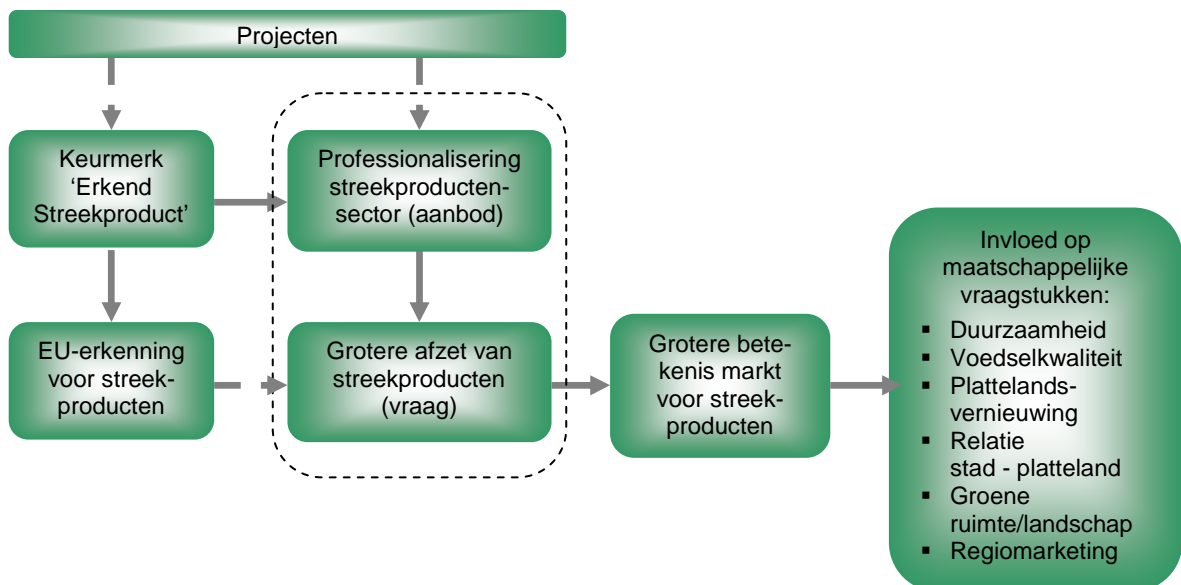 Projecten
Keurmerk
‘Erkend
Streekproduct’
Professionalisering
streekproducten-
sector (aanbod)
EU-erkenning
voor streek-
producten
Grotere afzet van
streekproducten
(vraag)
Grotere bete-
kenis markt
voor streek-
producten
Invloed op
maatschappelijke
vraagstukken:
▪ Duurzaamheid
▪ Voedselkwaliteit
▪ Plattelands-
vernieuwing
▪ Relatie
stad - platteland
▪ Groene
ruimte/landschap
▪ Regiomarketing